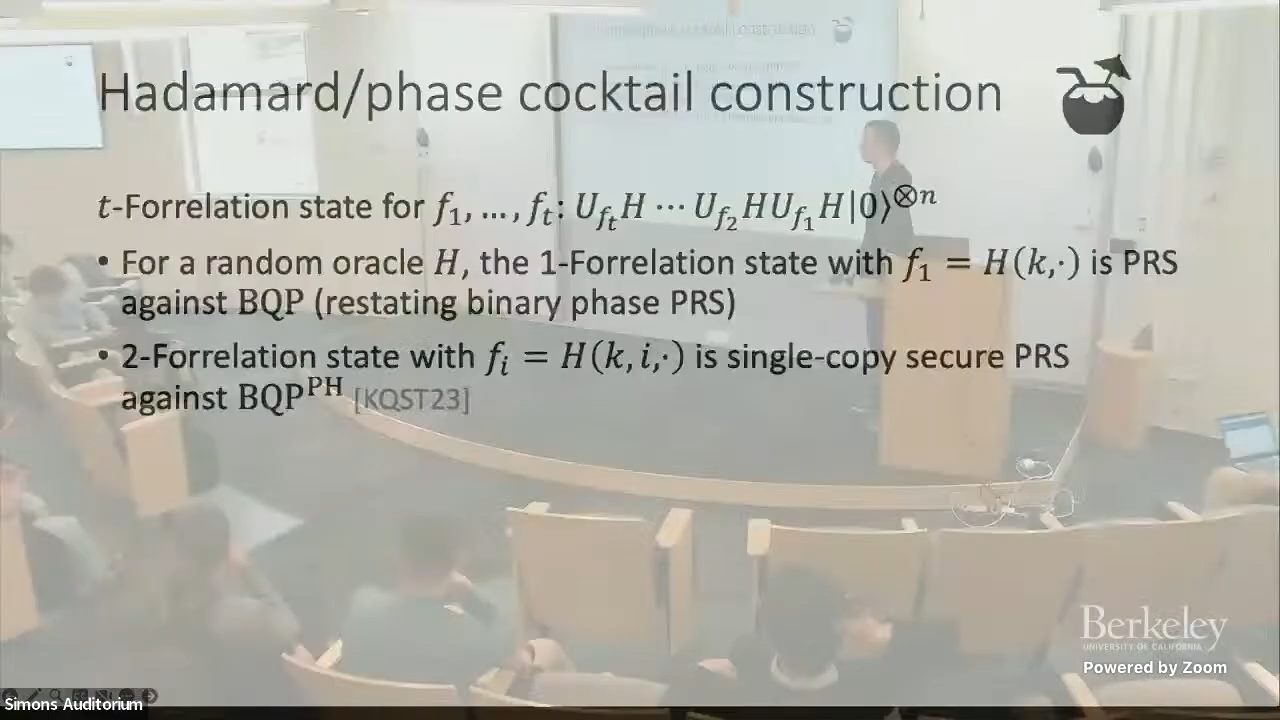 Hadamard/phase cocktail construction
t-Forrelation state for f₁, …, fₜ: U_{fₜ}H ⋯ U_{f₂}HU_{f₁}H|0⟩^{⊗n}
• For a random oracle H, the 1-Forrelation state with f₁ = H(k,·) is PRS
against BQP (restating binary phase PRS)
• 2-Forrelation state with fᵢ = H(k, i,·) is single-copy secure PRS
against BQP^{PH} [KQST23]
Berkeley
UNIVERSITY OF CALIFORNIA
Powered by Zoom
Simons Auditorium